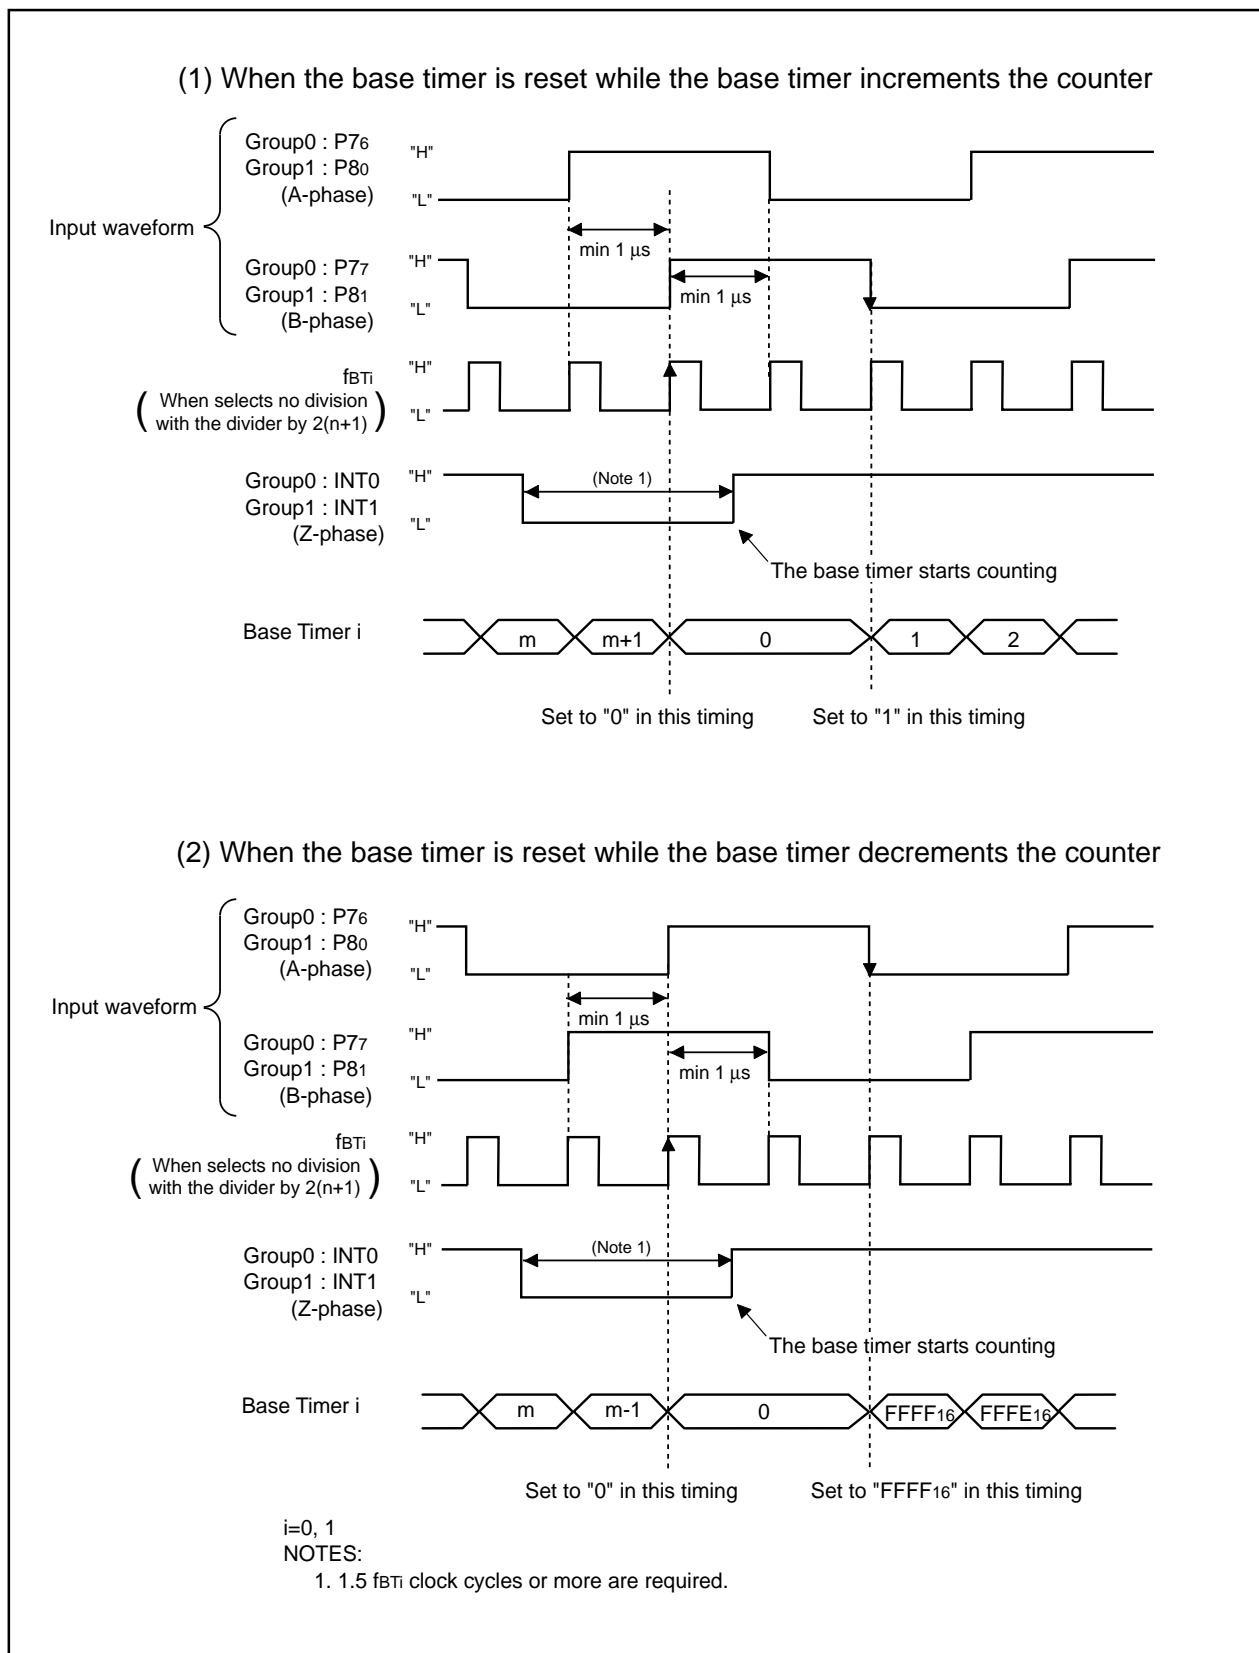 (1) When the base timer is reset while the base timer increments the counter
Input waveform
Group0 : P76
Group1 : P80
(A-phase)
"H"
"L"
min 1 μs
Group0 : P77
Group1 : P81
(B-phase)
"H"
"L"
min 1 μs
fBTi
( When selects no division
with the divider by 2(n+1) )
"H"
"L"
Group0 : INT0
Group1 : INT1
(Z-phase)
"H"
"L"
(Note 1)
The base timer starts counting
Base Timer i
m
m+1
0
1
2
Set to "0" in this timing
Set to "1" in this timing
(2) When the base timer is reset while the base timer decrements the counter
Input waveform
Group0 : P76
Group1 : P80
(A-phase)
"H"
"L"
min 1 μs
Group0 : P77
Group1 : P81
(B-phase)
"H"
"L"
min 1 μs
fBTi
( When selects no division
with the divider by 2(n+1) )
"H"
"L"
Group0 : INT0
Group1 : INT1
(Z-phase)
"H"
"L"
(Note 1)
The base timer starts counting
Base Timer i
m
m-1
0
FFFF16
FFFE16
Set to "0" in this timing
Set to "FFFF16" in this timing
i=0, 1
NOTES:
1. 1.5 fBTi clock cycles or more are required.